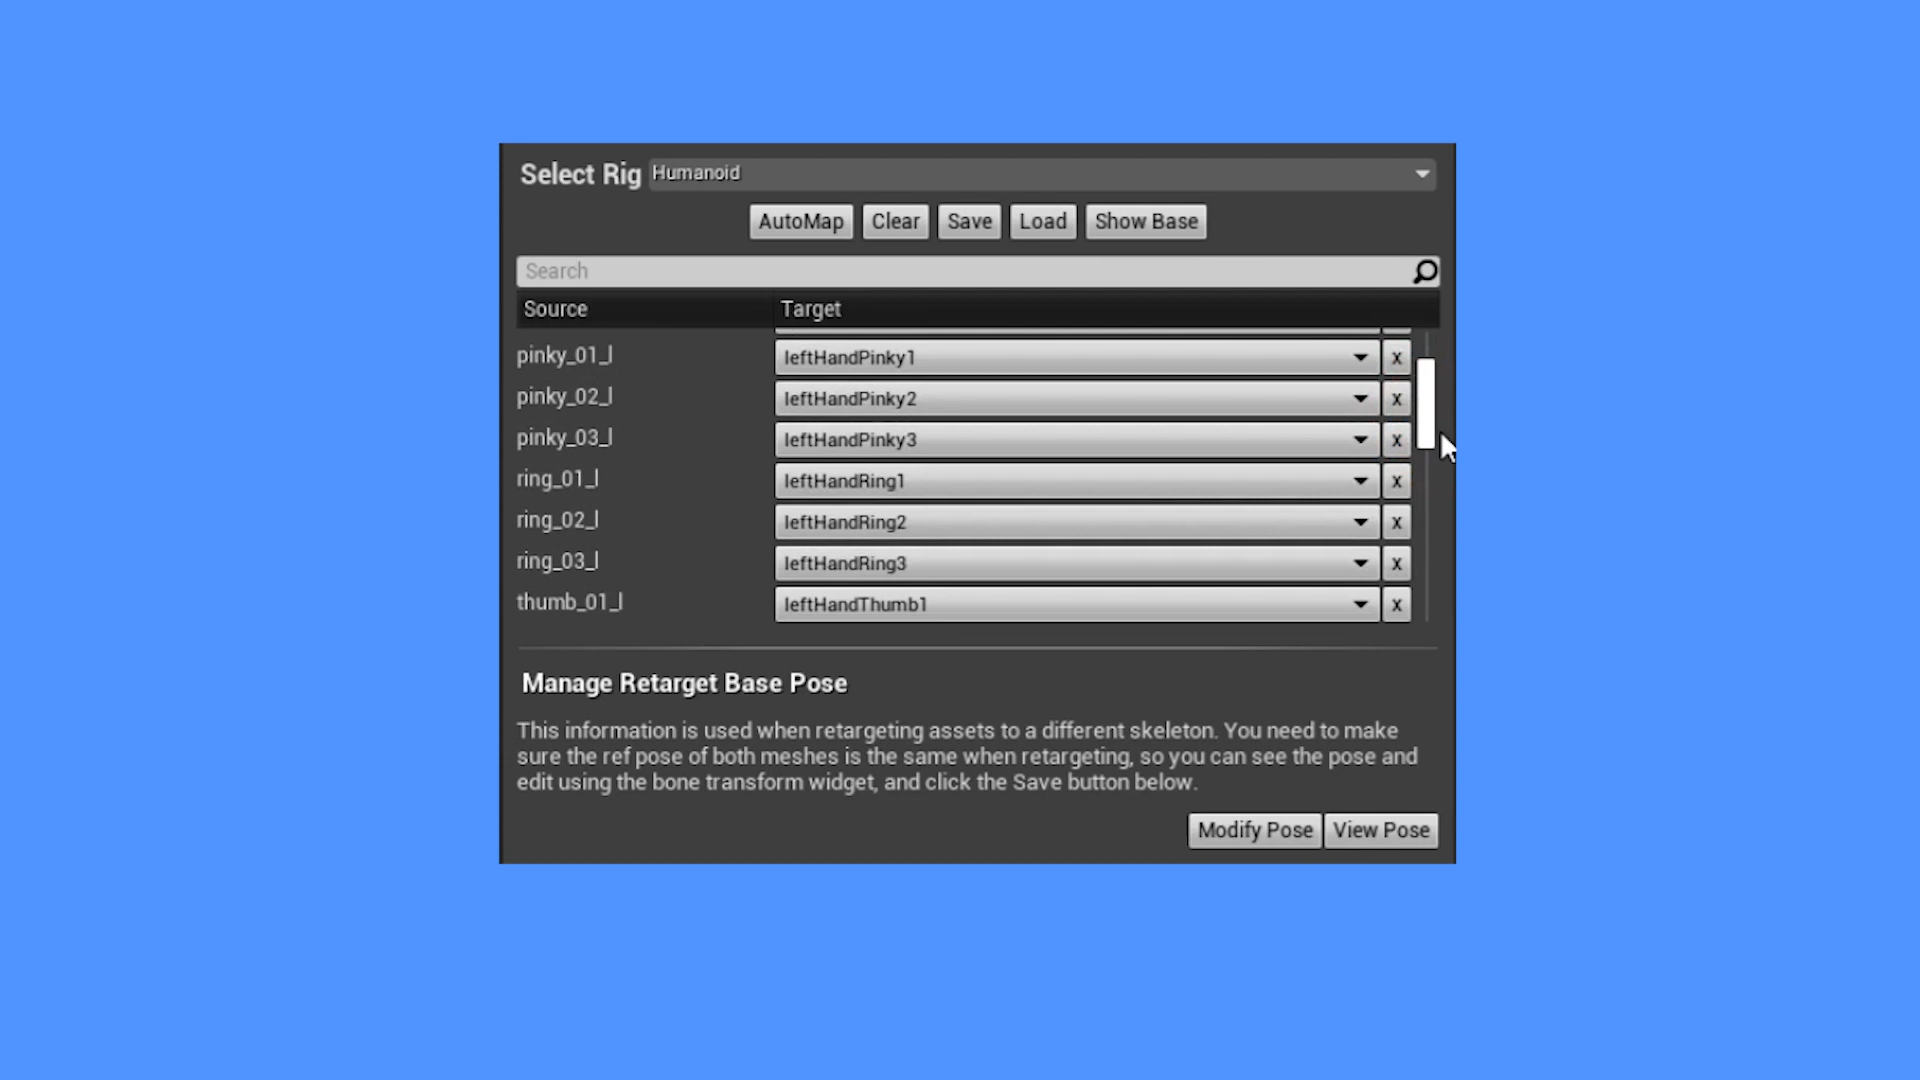 Select Rig Humanoid
AutoMap Clear Save Load Show Base
Search
Source Target
pinky_01_l leftHandPinky1 x
pinky_02_l leftHandPinky2 x
pinky_03_l leftHandPinky3 x
ring_01_l leftHandRing1 x
ring_02_l leftHandRing2 x
ring_03_l leftHandRing3 x
thumb_01_l leftHandThumb1 x
Manage Retarget Base Pose
This information is used when retargeting assets to a different skeleton. You need to make
sure the ref pose of both meshes is the same when retargeting, so you can see the pose and
edit using the bone transform widget, and click the Save button below.
Modify Pose View Pose